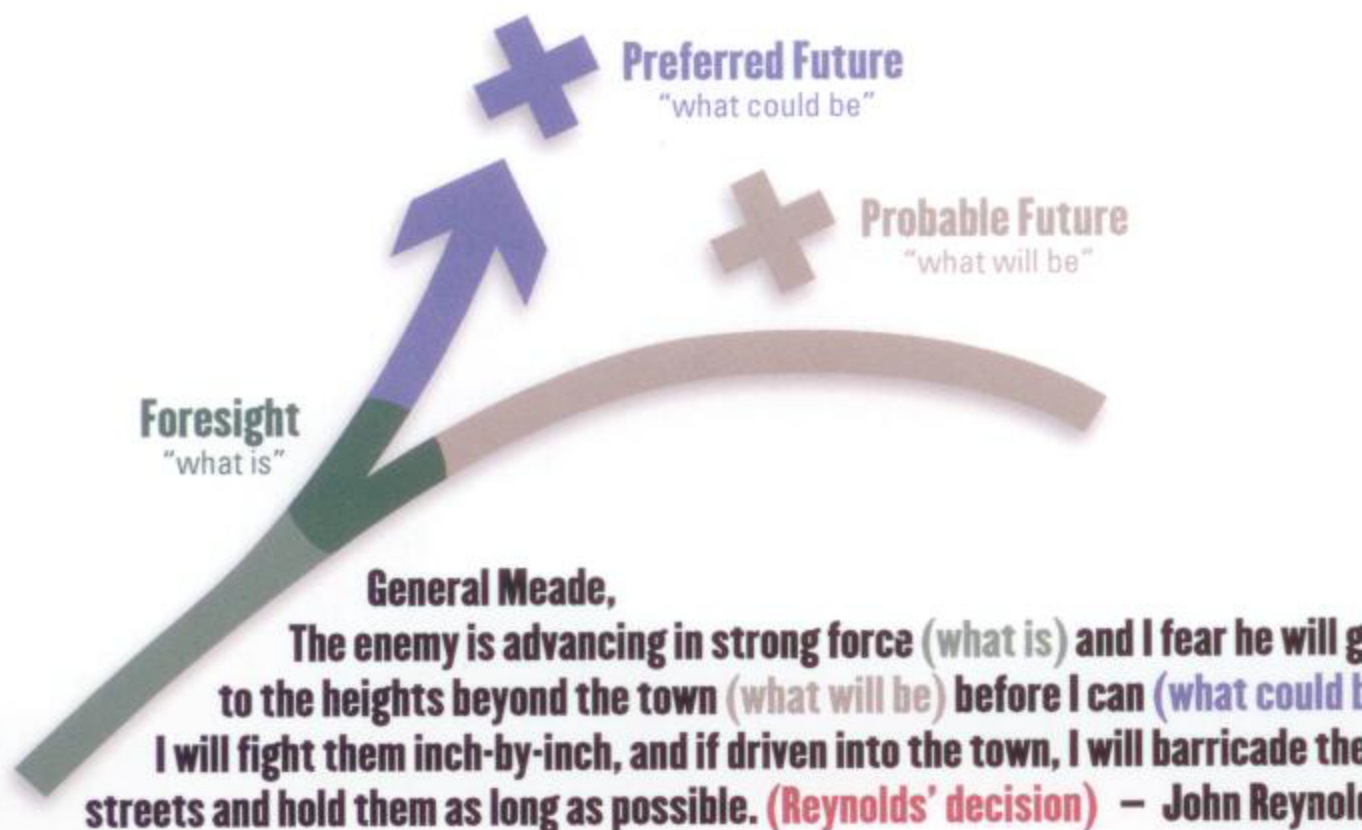 Preferred Future
“what could be”
Probable Future
“what will be”
Foresight
“what is”
General Meade,
The enemy is advancing in strong force (what is) and I fear he will g
to the heights beyond the town (what will be) before I can (what could b
I will fight them inch-by-inch, and if driven into the town, I will barricade the
streets and hold them as long as possible. (Reynolds’ decision) – John Reynol